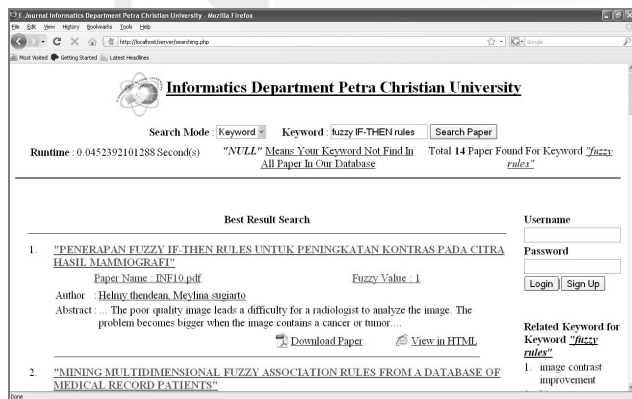 E-Journal Informatics Department Petra Christian University - Mozilla Firefox
File Edit View History Bookmarks Tools Help
http://localhost/server/searching.php
Google
Most Visited Getting Started Latest Headlines
Informatics Department Petra Christian University
Search Mode : Keyword Keyword : fuzzy IF-THEN rules Search Paper
Runtime : 0.0452392101288 Second(s)
"NULL" Means Your Keyword Not Find In
All Paper In Our Database
Total 14 Paper Found For Keyword "fuzzy
rules"
Best Result Search
1. "PENERAPAN FUZZY IF-THEN RULES UNTUK PENINGKATAN KONTRAS PADA CITRA
HASIL MAMMOGRAFI"
Paper Name : INF10.pdf Fuzzy Value : 1
Author : Helmy thendean, Meylina sugiarto
Abstract : ... The poor quality image leads a difficulty for a radiologist to analyze the image. The
problem becomes bigger when the image contains a cancer or tumor....
Download Paper View in HTML
2. "MINING MULTIDIMENSIONAL FUZZY ASSOCIATION RULES FROM A DATABASE OF
MEDICAL RECORD PATIENTS"
Username
Password
Login Sign Up
Related Keyword for
Keyword "fuzzy
rules"
1. image contrast
improvement
Done